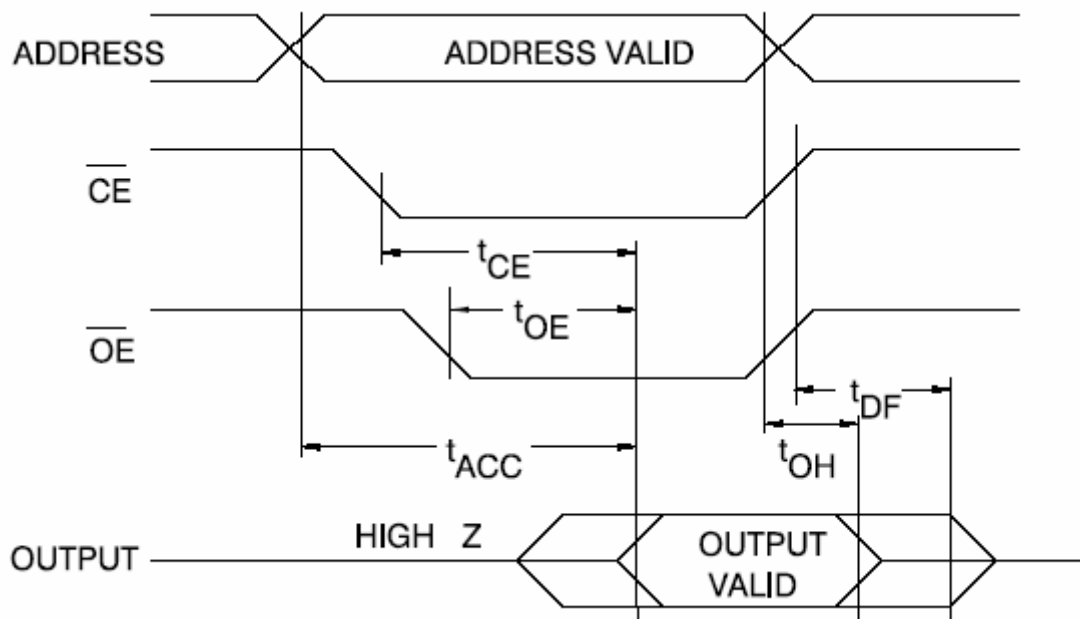 ADDRESS
ADDRESS VALID
CE
tCE
OE
tOE
tDF
tACC
tOH
OUTPUT
HIGH Z
OUTPUT
VALID